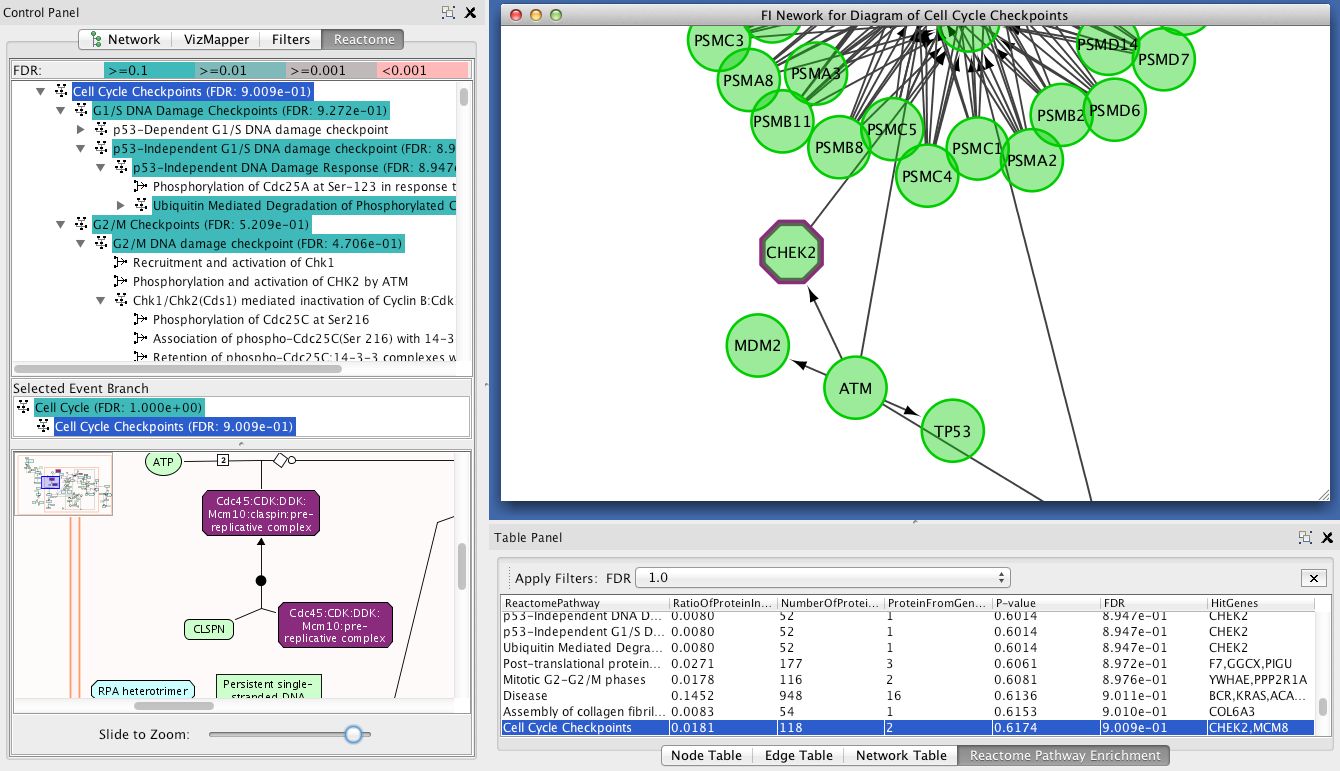 Control Panel
Network VizMapper Filters Reactome
FDR: >=0.1 >=0.01 >=0.001 <0.001
Cell Cycle Checkpoints (FDR: 9.009e-01)
G1/S DNA Damage Checkpoints (FDR: 9.272e-01)
p53-Dependent G1/S DNA damage checkpoint
p53-Independent G1/S DNA damage checkpoint (FDR: 8.9
p53-Independent DNA Damage Response (FDR: 8.947
Phosphorylation of Cdc25A at Ser-123 in response t
Ubiquitin Mediated Degradation of Phosphorylated C
G2/M Checkpoints (FDR: 5.209e-01)
G2/M DNA damage checkpoint (FDR: 4.706e-01)
Recruitment and activation of Chk1
Phosphorylation and activation of CHK2 by ATM
Chk1/Chk2(Cds1) mediated inactivation of Cyclin B:Cdk
Phosphorylation of Cdc25C at Ser216
Association of phospho-Cdc25C(Ser 216) with 14-3
Retention of phospho-Cdc25C:14-3-3 complexes w
Selected Event Branch
Cell Cycle (FDR: 1.000e+00)
Cell Cycle Checkpoints (FDR: 9.009e-01)
ATP
2
Cdc45:CDK:DDK:
Mcm10:claspin:pre-
replicative complex
Cdc45:CDK:DDK:
Mcm10:pre-
replicative complex
CLSPN
RPA heterotrimer
Persistent single-
stranded DNA
Slide to Zoom:
FI Nework for Diagram of Cell Cycle Checkpoints
PSMC3
PSMD14
PSMD7
PSMA8
PSMA3
PSMB11
PSMC5
PSMB2
PSMD6
PSMB8
PSMC1
PSMA2
PSMC4
CHEK2
MDM2
ATM
TP53
Table Panel
Apply Filters: FDR 1.0
ReactomePathway RatioOfProteinIn... NumberOfProtei... ProteinFromGen... P-value FDR HitGenes
p53-Independent DNA D... 0.0080 52 1 0.6014 8.947e-01 CHEK2
p53-Independent G1/S D... 0.0080 52 1 0.6014 8.947e-01 CHEK2
Ubiquitin Mediated Degra... 0.0080 52 1 0.6014 8.947e-01 CHEK2
Post-translational protein... 0.0271 177 3 0.6061 8.972e-01 F7,GGCX,PIGU
Mitotic G2-G2/M phases 0.0178 116 2 0.6081 8.976e-01 YWHAE,PPP2R1A
Disease 0.1452 948 16 0.6136 9.011e-01 BCR,KRAS,ACA...
Assembly of collagen fibril... 0.0083 54 1 0.6153 9.010e-01 COL6A3
Cell Cycle Checkpoints 0.0181 118 2 0.6174 9.009e-01 CHEK2,MCM8
Node Table Edge Table Network Table Reactome Pathway Enrichment